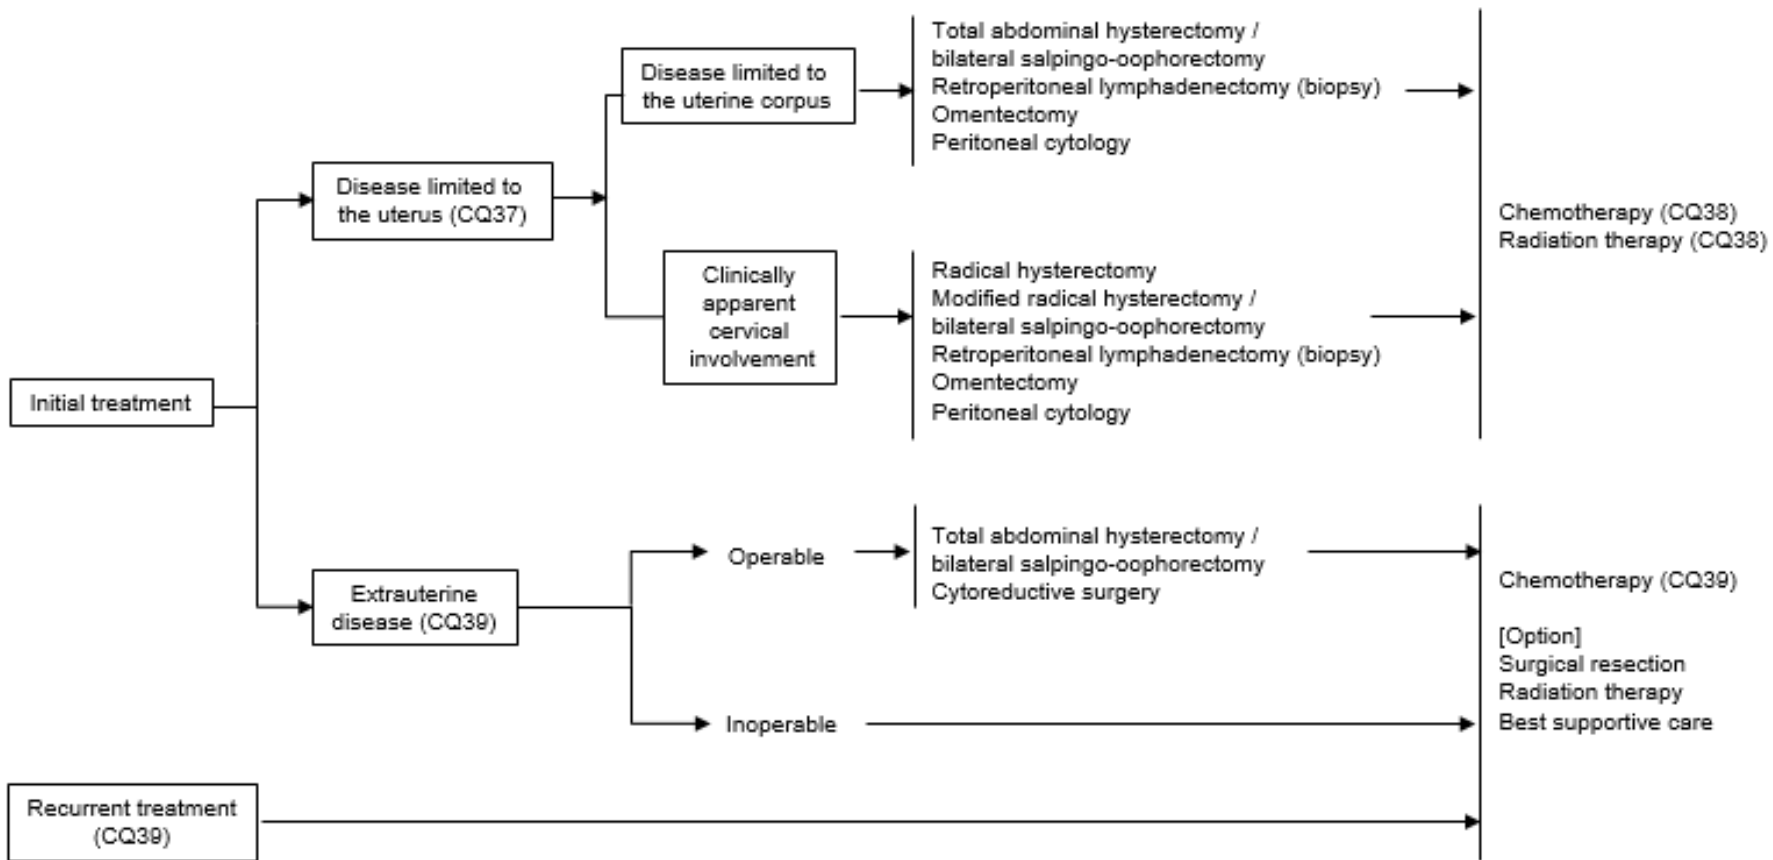 Initial treatment
Disease limited to
the uterus (CQ37)
Disease limited to
the uterine corpus
Total abdominal hysterectomy /
bilateral salpingo-oophorectomy
Retroperitoneal lymphadenectomy (biopsy)
Omentectomy
Peritoneal cytology
Clinically
apparent
cervical
involvement
Radical hysterectomy
Modified radical hysterectomy /
bilateral salpingo-oophorectomy
Retroperitoneal lymphadenectomy (biopsy)
Omentectomy
Peritoneal cytology
Chemotherapy (CQ38)
Radiation therapy (CQ38)
Extrauterine
disease (CQ39)
Operable
Total abdominal hysterectomy /
bilateral salpingo-oophorectomy
Cytoreductive surgery
Inoperable
Chemotherapy (CQ39)
[Option]
Surgical resection
Radiation therapy
Best supportive care
Recurrent treatment
(CQ39)